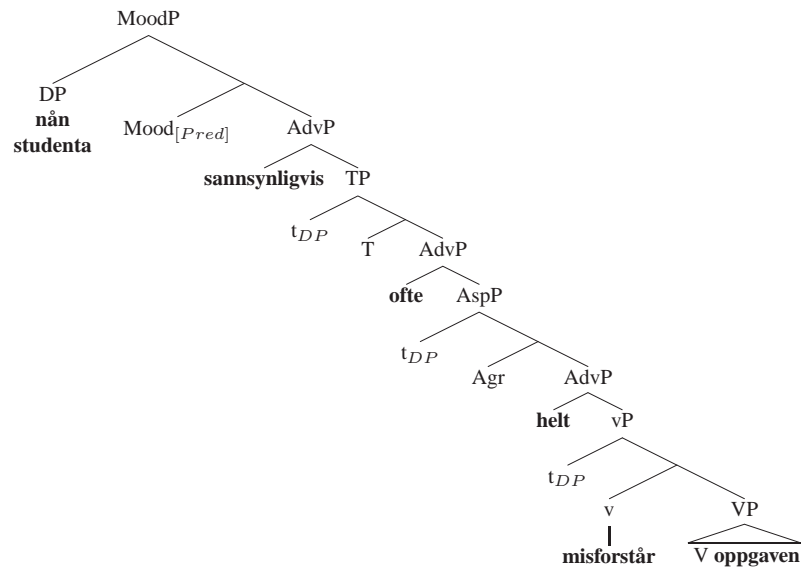 MoodP
DP
nån
studenta
Mood[Pred]
AdvP
sannsynligvis
TP
tDP
T
AdvP
ofte
AspP
tDP
Agr
AdvP
helt
vP
tDP
v
VP
misforstår
V oppgaven